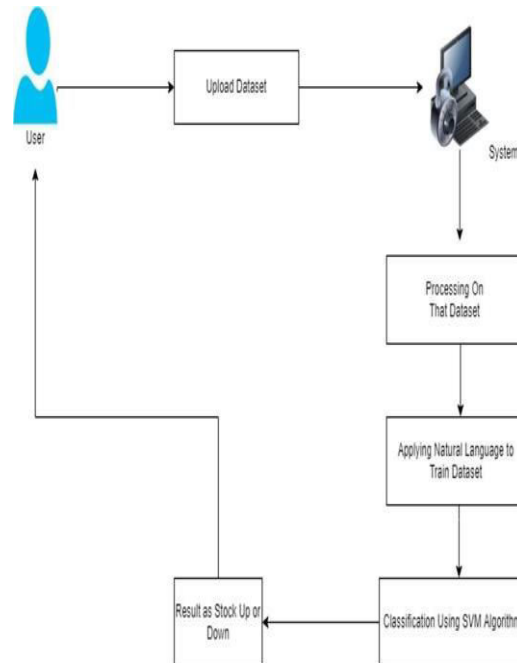 Upload Dataset
User
System
Processing On
That Dataset
Applying Natural Language to
Train Dataset
Result as Stock Up or
Down
Classification Using SVM Algorithm